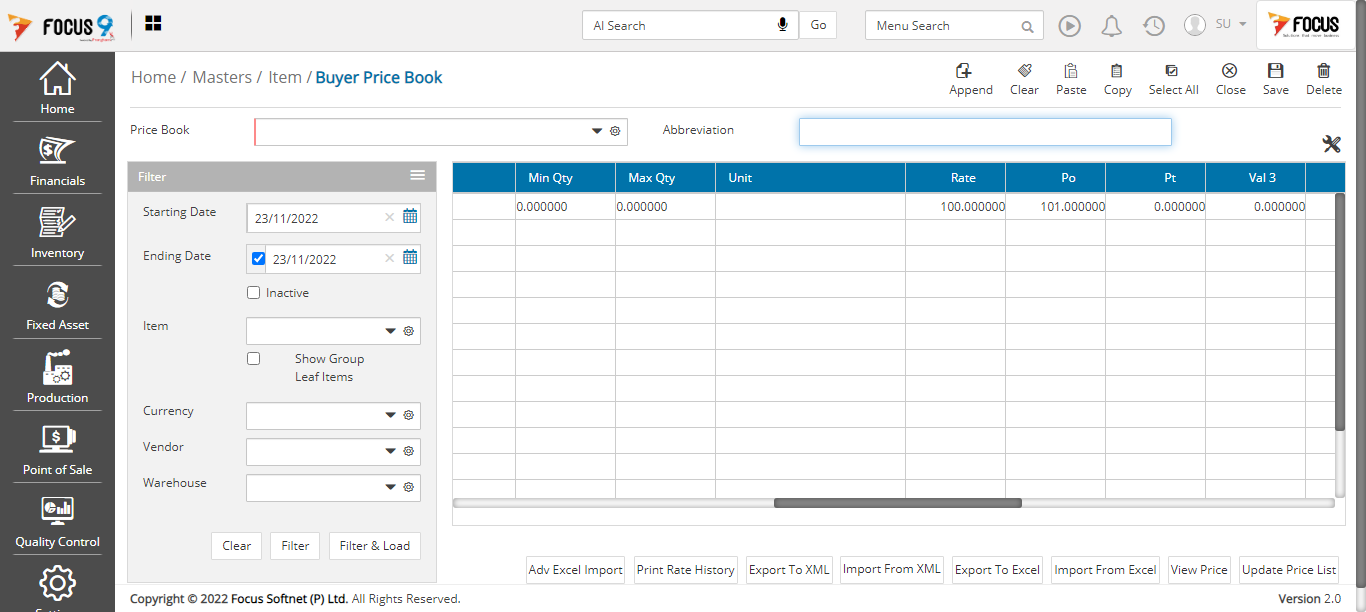 FOCUS 9
AI Search
Go
Menu Search
SU
FOCUS
Home
Financials
Inventory
Fixed Asset
Production
Point of Sale
Quality Control
Home / Masters / Item / Buyer Price Book
Append
Clear
Paste
Copy
Select All
Close
Save
Delete
Price Book
Abbreviation
Filter
Starting Date
23/11/2022
Ending Date
23/11/2022
Inactive
Item
Show Group
Leaf Items
Currency
Vendor
Warehouse
Clear
Filter
Filter & Load
Min Qty Max Qty Unit Rate Po Pt Val 3
0.000000 0.000000 100.000000 101.000000 0.000000 0.000000
Adv Excel Import
Print Rate History
Export To XML
Import From XML
Export To Excel
Import From Excel
View Price
Update Price List
Copyright © 2022 Focus Softnet (P) Ltd. All Rights Reserved.
Version 2.0